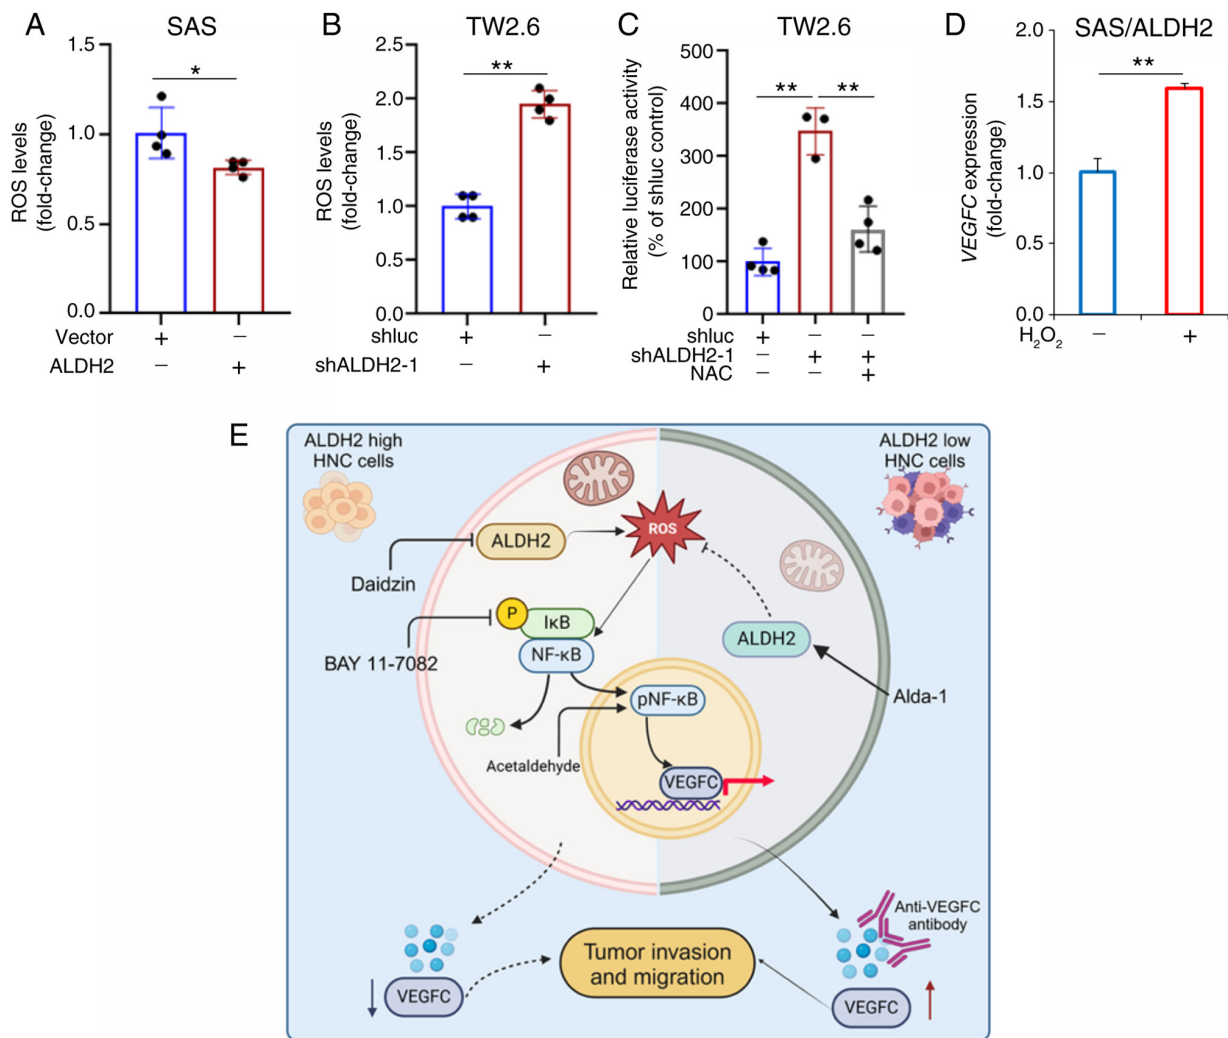 A
SAS
ROS levels
(fold-change)
1.5
1.0
0.5
0.0
*
Vector + −
ALDH2 − +
B
TW2.6
ROS levels
(fold-change)
2.5
2.0
1.5
1.0
0.5
0.0
**
shluc + −
shALDH2-1 − +
C
TW2.6
Relative luciferase activity
(% of shluc control)
500
400
300
200
100
0
** **
shluc + − −
shALDH2-1 − + +
NAC − − +
D
SAS/ALDH2
VEGFC expression
(fold-change)
2.0
1.5
1.0
0.5
0.0
**
H₂O₂ − +
E
ALDH2 high
HNC cells
ALDH2 low
HNC cells
ROS
ALDH2
Daidzin
P
IκB
NF-κB
BAY 11-7082
ALDH2
Alda-1
pNF-κB
Acetaldehyde
VEGFC
Anti-VEGFC
antibody
Tumor invasion
and migration
VEGFC
VEGFC